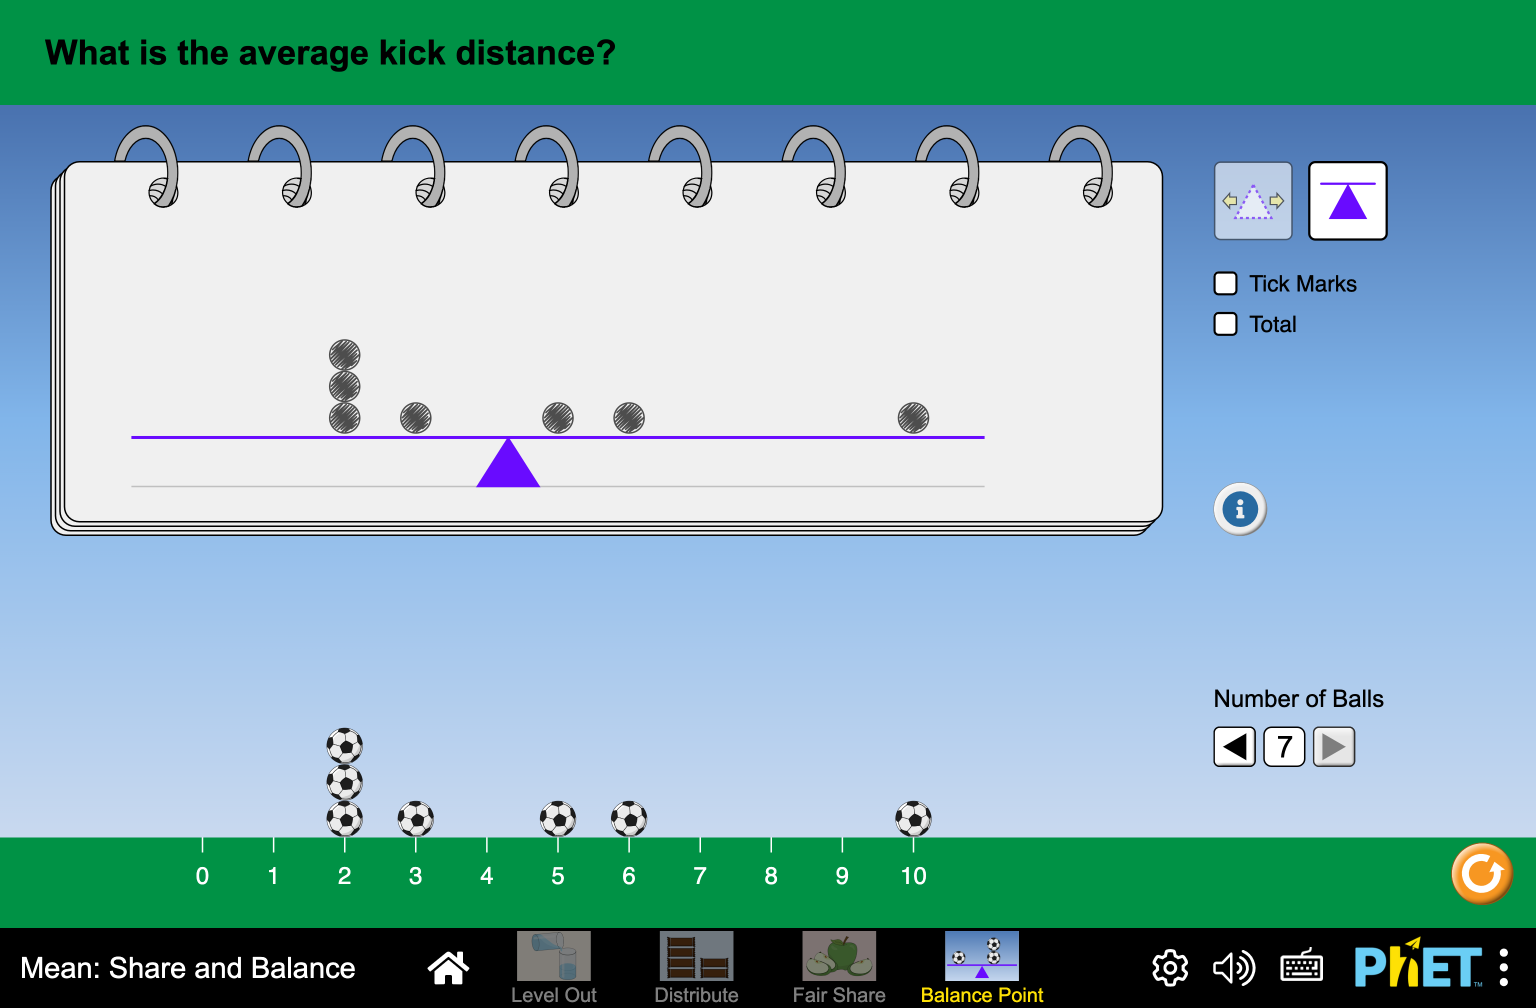 What is the average kick distance?
Tick Marks
Total
Number of Balls
7
0 1 2 3 4 5 6 7 8 9 10
Mean: Share and Balance
Level Out
Distribute
Fair Share
Balance Point
PhET™